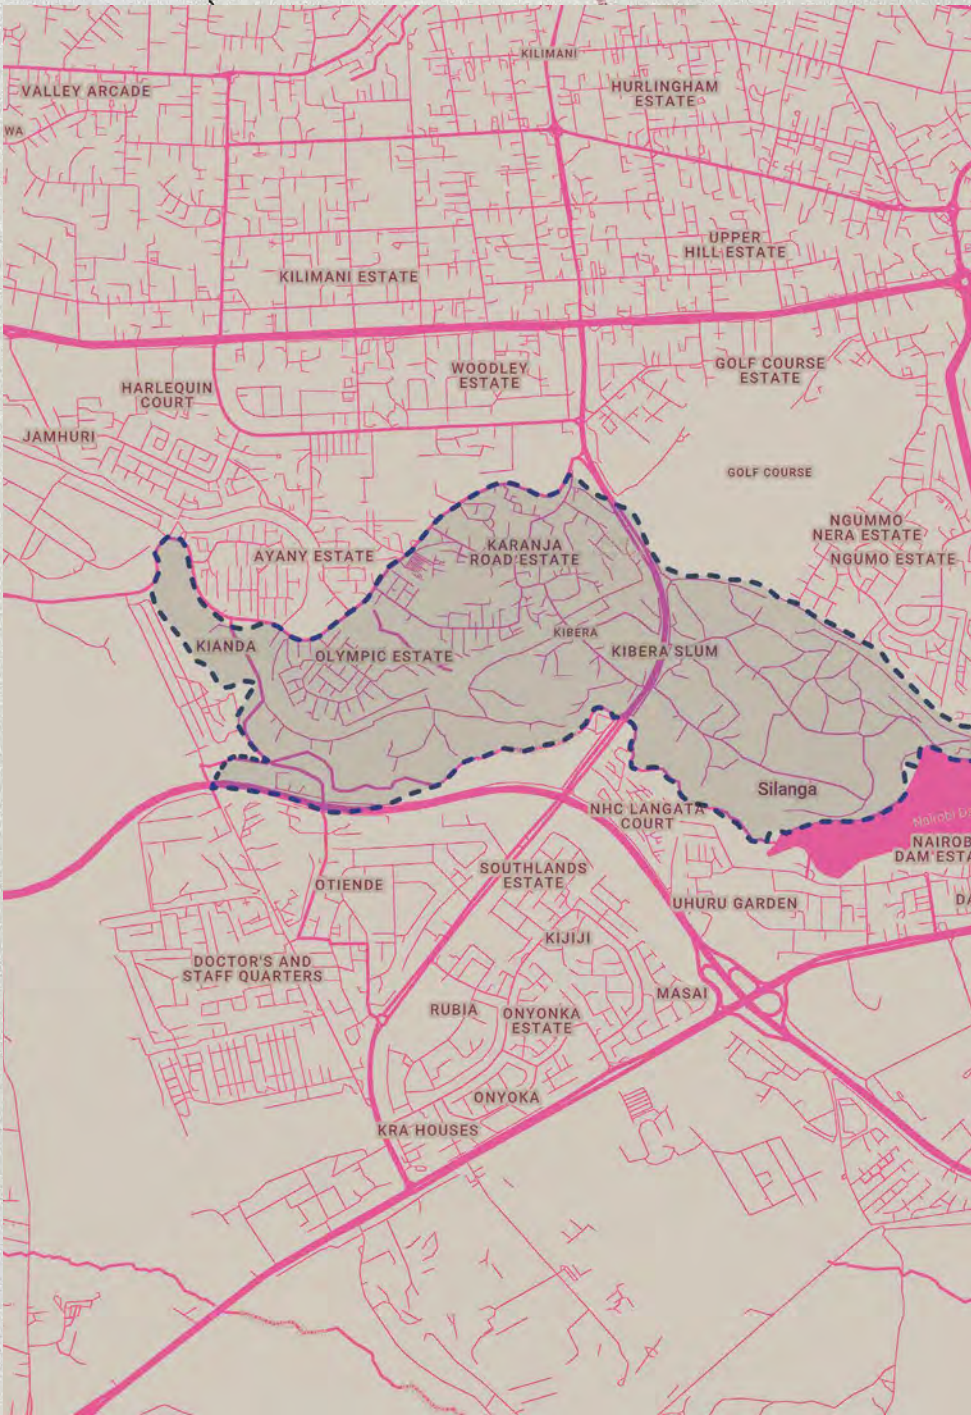 KILIMANI
VALLEY ARCADE
HURLINGHAM
ESTATE
WA
UPPER
HILL ESTATE
KILIMANI ESTATE
WOODLEY
ESTATE
GOLF COURSE
ESTATE
HARLEQUIN
COURT
JAMHURI
GOLF COURSE
NGUMMO
NERA ESTATE
NGUMO ESTATE
KARANJA
ROAD ESTATE
AYANY ESTATE
KIBERA
KIANDA
OLYMPIC ESTATE
KIBERA SLUM
Silanga
NHC LANGATA
COURT
Nairobi D
NAIROB
DAM ESTA
SOUTHLANDS
ESTATE
OTIENDE
UHURU GARDEN
DA
KIJIJI
DOCTOR'S AND
STAFF QUARTERS
MASAI
RUBIA
ONYONKA
ESTATE
ONYOKA
KRA HOUSES